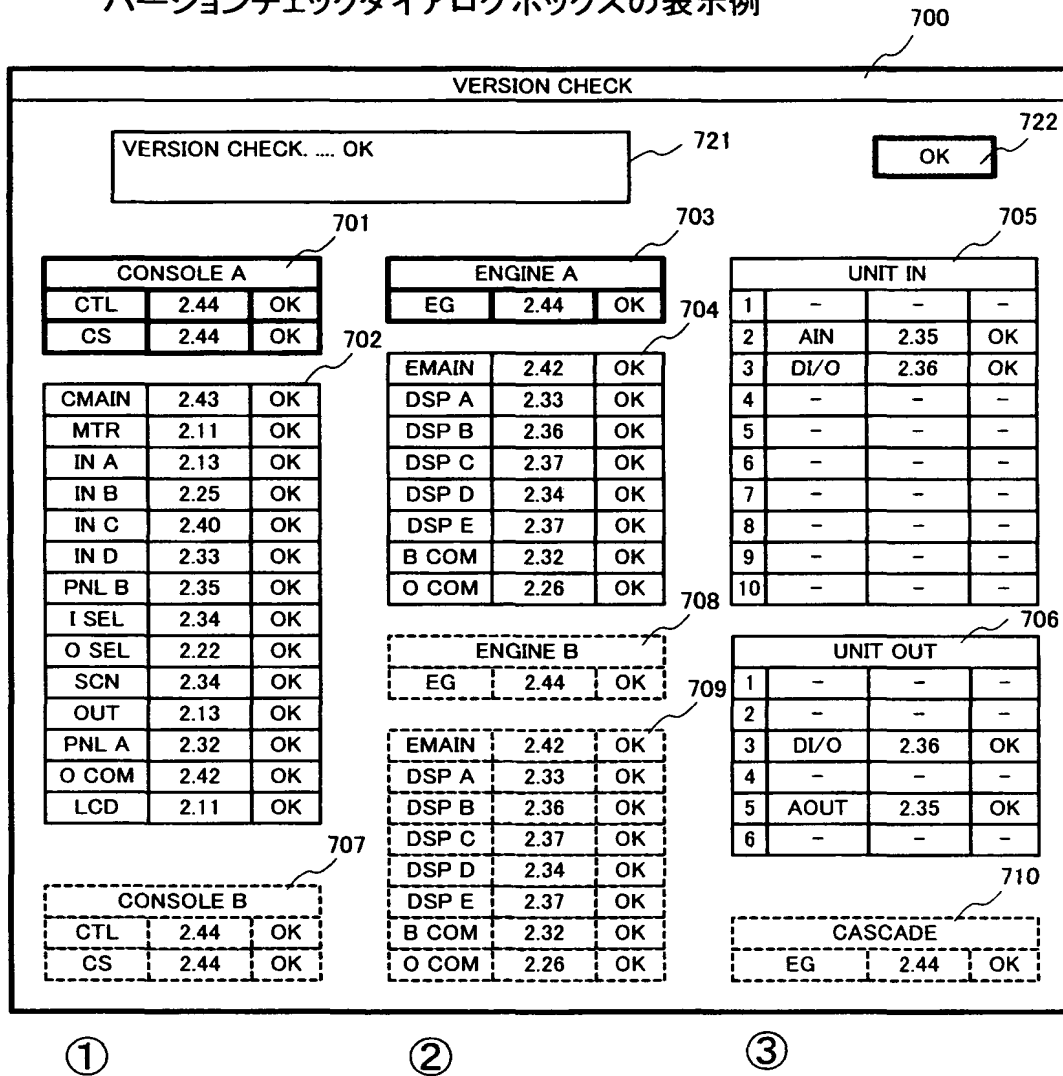 バージョンチェックダイアログボックスの表示例
700
VERSION CHECK
VERSION CHECK. .... OK
721
OK
722
701
CONSOLE A
CTL 2.44 OK
CS 2.44 OK
702
CMAIN 2.43 OK
MTR 2.11 OK
IN A 2.13 OK
IN B 2.25 OK
IN C 2.40 OK
IN D 2.33 OK
PNL B 2.35 OK
I SEL 2.34 OK
O SEL 2.22 OK
SCN 2.34 OK
OUT 2.13 OK
PNL A 2.32 OK
O COM 2.42 OK
LCD 2.11 OK
707
CONSOLE B
CTL 2.44 OK
CS 2.44 OK
①
703
ENGINE A
EG 2.44 OK
704
EMAIN 2.42 OK
DSP A 2.33 OK
DSP B 2.36 OK
DSP C 2.37 OK
DSP D 2.34 OK
DSP E 2.37 OK
B COM 2.32 OK
O COM 2.26 OK
708
ENGINE B
EG 2.44 OK
709
EMAIN 2.42 OK
DSP A 2.33 OK
DSP B 2.36 OK
DSP C 2.37 OK
DSP D 2.34 OK
DSP E 2.37 OK
B COM 2.32 OK
O COM 2.26 OK
②
705
UNIT IN
1 − − −
2 AIN 2.35 OK
3 DI/O 2.36 OK
4 − − −
5 − − −
6 − − −
7 − − −
8 − − −
9 − − −
10 − − −
706
UNIT OUT
1 − − −
2 − − −
3 DI/O 2.36 OK
4 − − −
5 AOUT 2.35 OK
6 − − −
710
CASCADE
EG 2.44 OK
③